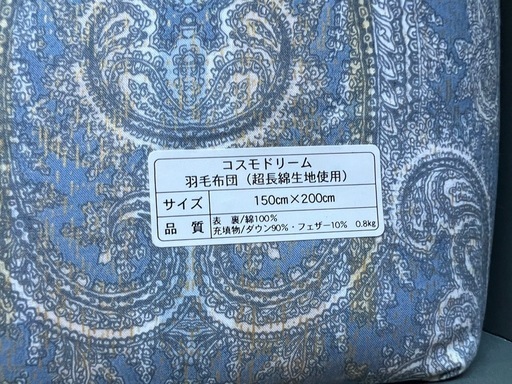 コスモドリーム
羽毛布団（超長綿生地使用）
サイズ 150cm×200cm
品質 表 裏/綿100%
充填物/ダウン90%・フェザー10% 0.8kg